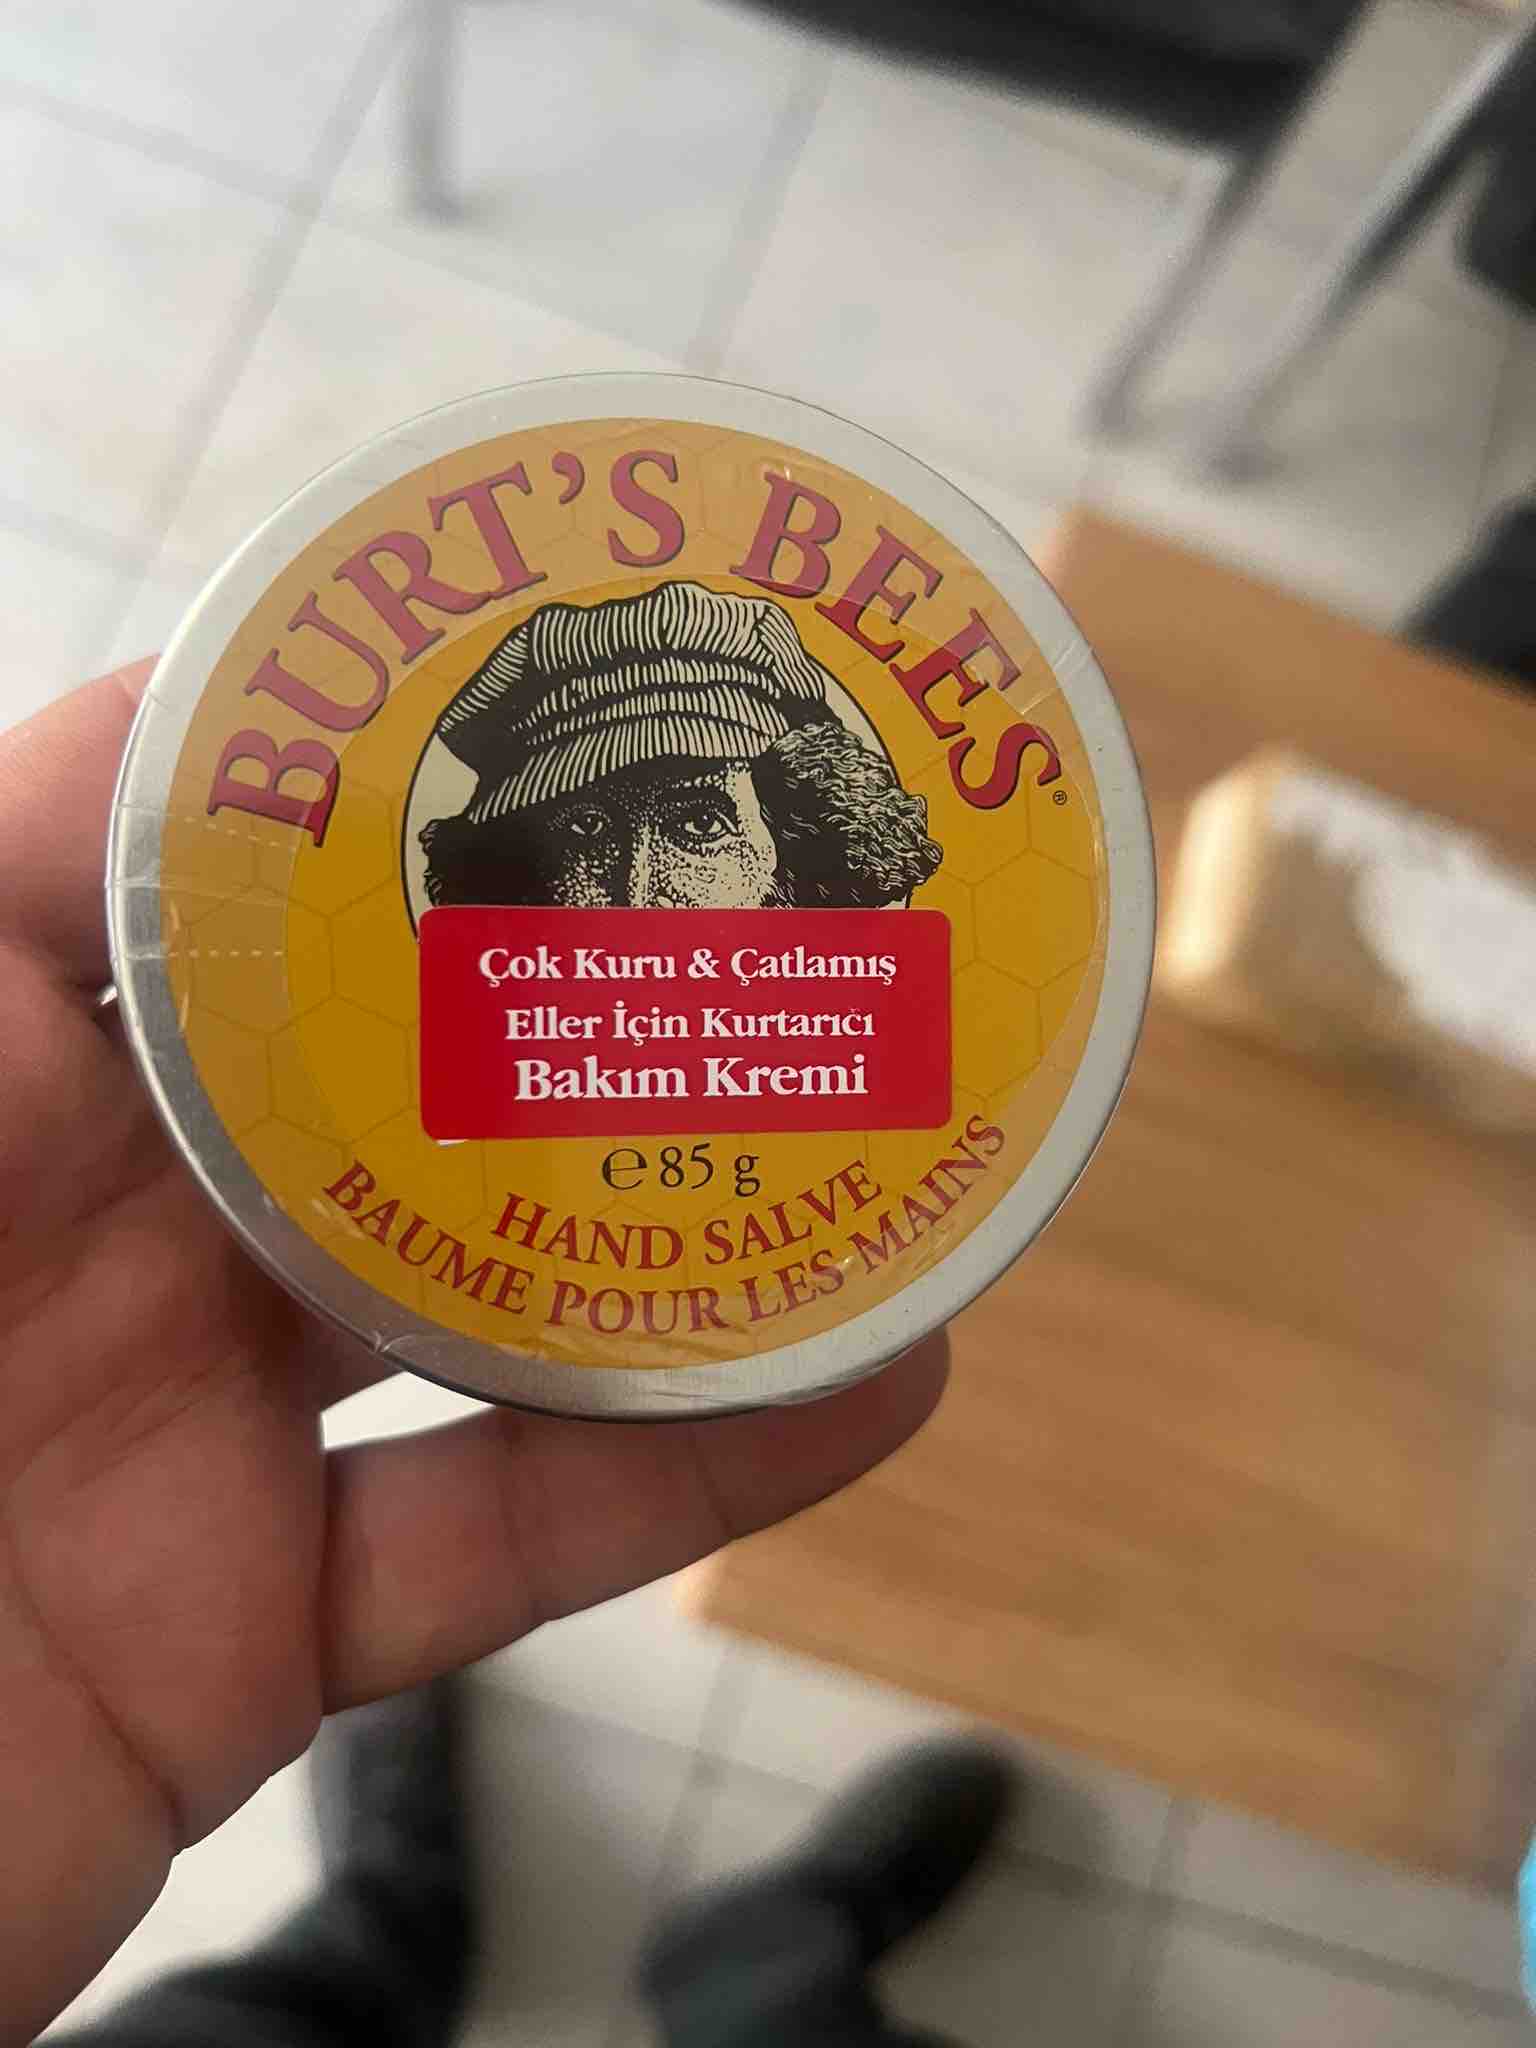 BURT'S BEES®
Çok Kuru & Çatlamış
Eller İçin Kurtarıcı
Bakım Kremi
℮85 g
HAND SALVE
BAUME POUR LES MAINS